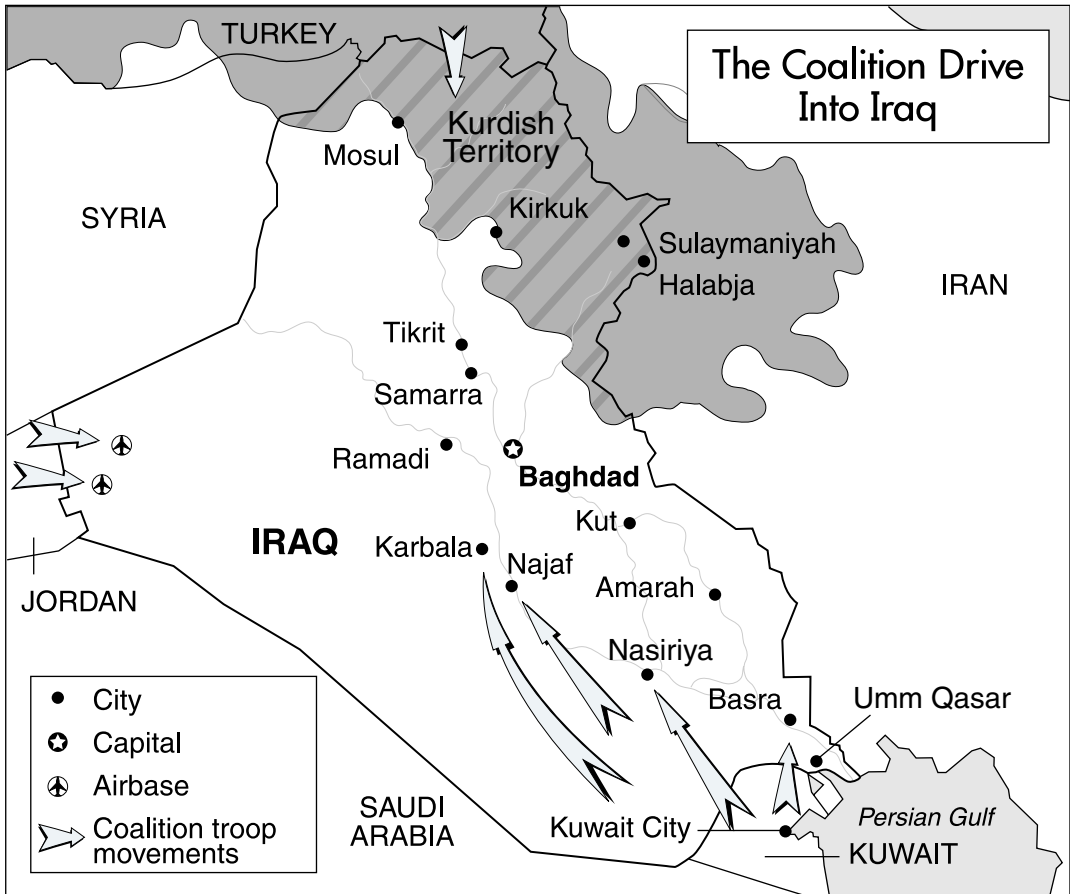 TURKEY
The Coalition Drive
Into Iraq
Kurdish
Territory
Mosul
SYRIA
Kirkuk
Sulaymaniyah
Halabja
IRAN
Tikrit
Samarra
Ramadi
Baghdad
Kut
IRAQ
Karbala
Najaf
Amarah
JORDAN
Nasiriya
Basra
Umm Qasar
City
Capital
Airbase
Coalition troop
movements
SAUDI
ARABIA
Kuwait City
Persian Gulf
KUWAIT